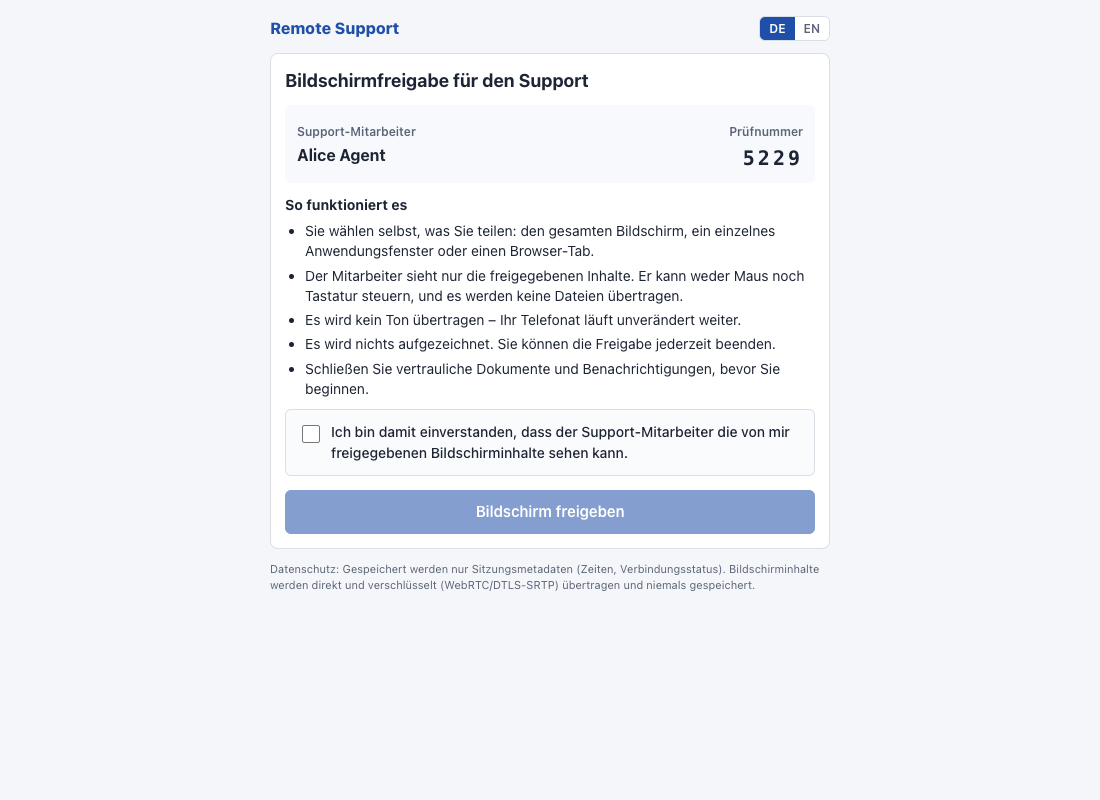 Remote Support
DE EN
Bildschirmfreigabe für den Support
Support-Mitarbeiter
Alice Agent
Prüfnummer
5229
So funktioniert es
Sie wählen selbst, was Sie teilen: den gesamten Bildschirm, ein einzelnes
Anwendungsfenster oder einen Browser-Tab.
Der Mitarbeiter sieht nur die freigegebenen Inhalte. Er kann weder Maus noch
Tastatur steuern, und es werden keine Dateien übertragen.
Es wird kein Ton übertragen – Ihr Telefonat läuft unverändert weiter.
Es wird nichts aufgezeichnet. Sie können die Freigabe jederzeit beenden.
Schließen Sie vertrauliche Dokumente und Benachrichtigungen, bevor Sie
beginnen.
Ich bin damit einverstanden, dass der Support-Mitarbeiter die von mir
freigegebenen Bildschirminhalte sehen kann.
Bildschirm freigeben
Datenschutz: Gespeichert werden nur Sitzungsmetadaten (Zeiten, Verbindungsstatus). Bildschirminhalte
werden direkt und verschlüsselt (WebRTC/DTLS-SRTP) übertragen und niemals gespeichert.